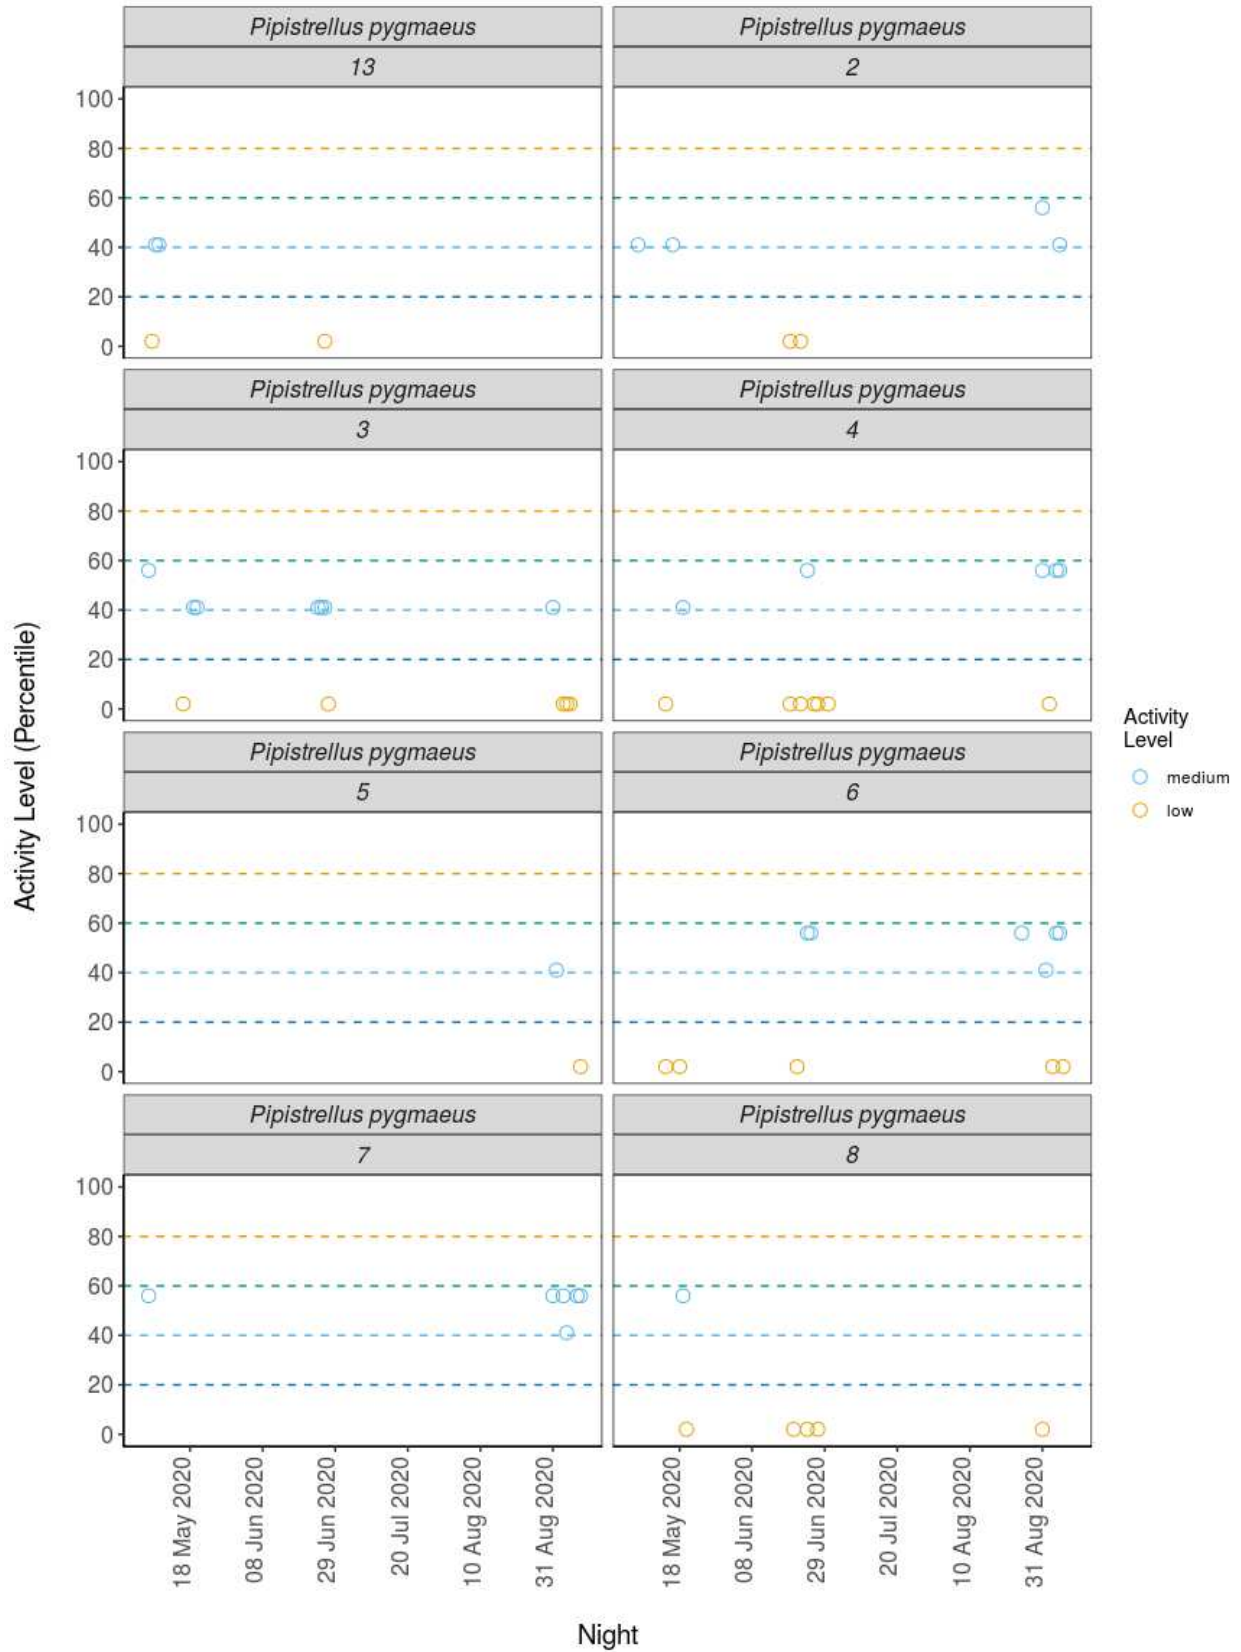 Pipistrellus pygmaeus
Pipistrellus pygmaeus
13
2
100
80
60
40
20
0
Pipistrellus pygmaeus
Pipistrellus pygmaeus
3
4
100
80
60
40
20
0
Pipistrellus pygmaeus
Pipistrellus pygmaeus
5
6
100
80
60
40
20
0
Pipistrellus pygmaeus
Pipistrellus pygmaeus
7
8
100
80
60
40
20
0
18 May 2020
08 Jun 2020
29 Jun 2020
20 Jul 2020
10 Aug 2020
31 Aug 2020
18 May 2020
08 Jun 2020
29 Jun 2020
20 Jul 2020
10 Aug 2020
31 Aug 2020
Night
Activity Level (Percentile)
Activity
Level
medium
low